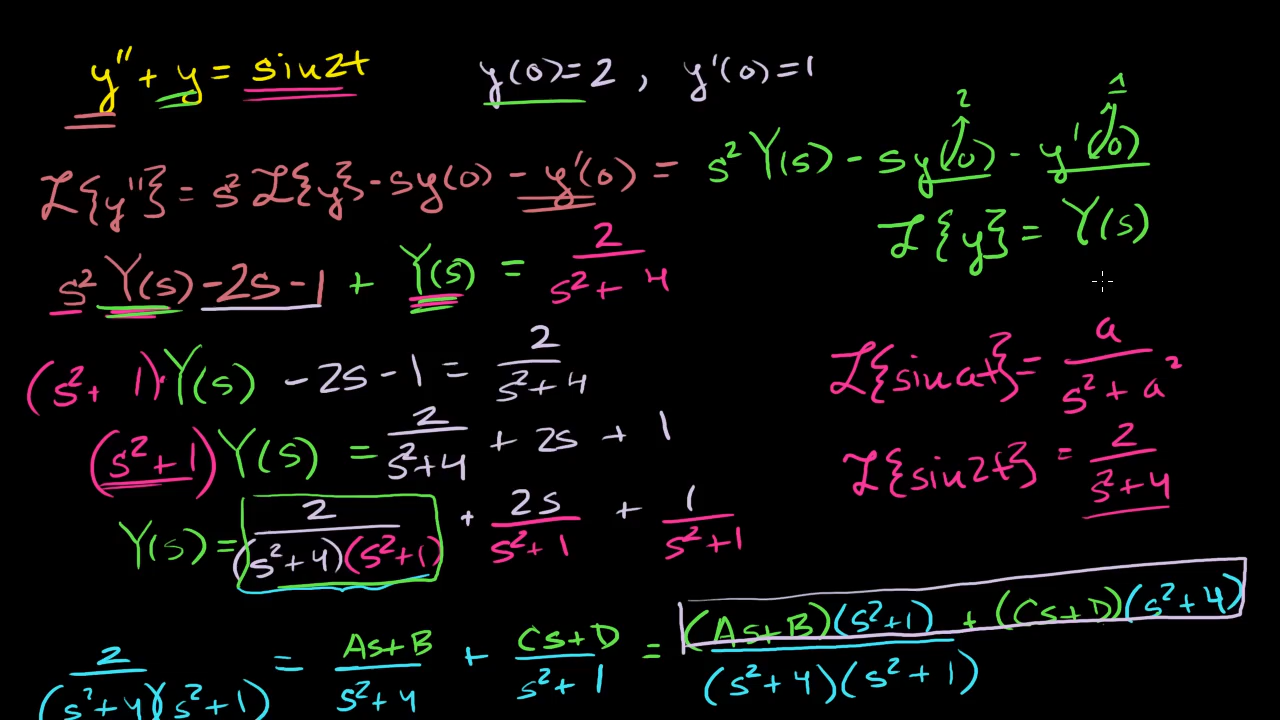 y'' + y = sin2t y(0)=2, y'(0)=1
2 1
ℒ{y''} = s² ℒ{y} - sy(0) - y'(0) = s² Y(s) - sy(0) - y'(0)
ℒ{y} = Y(s)
s² Y(s) - 2s - 1 + Y(s) = 2/(s² + 4)
(s² + 1)·Y(s) - 2s - 1 = 2/(s² + 4)
ℒ{sin at} = a/(s² + a²)
(s² + 1) Y(s) = 2/(s² + 4) + 2s + 1
ℒ{sin2t} = 2/(s² + 4)
Y(s) = 2/((s² + 4)(s² + 1)) + 2s/(s² + 1) + 1/(s² + 1)
2/((s² + 4)(s² + 1)) = (As + B)/(s² + 4) + (Cs + D)/(s² + 1) = ((As + B)(s² + 1) + (Cs + D)(s² + 4))/((s² + 4)(s² + 1))